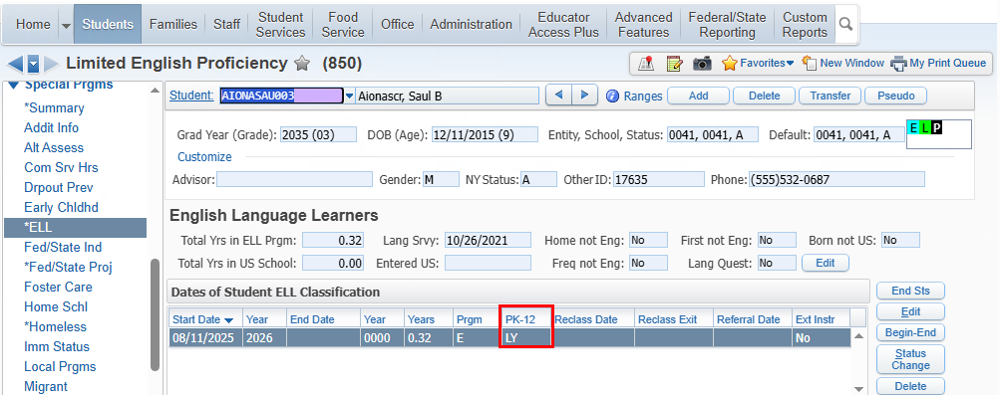 Home Students Families Staff Student Services Food Service Office Administration Educator Access Plus Advanced Features Federal/State Reporting Custom Reports
Limited English Proficiency (850) Favorites New Window My Print Queue
Special Prgms
*Summary
Addit Info
Alt Assess
Com Srv Hrs
Drpout Prev
Early Chldhd
*ELL
Fed/State Ind
*Fed/State Proj
Foster Care
Home Schl
*Homeless
Imm Status
Local Prgms
Migrant
Student: AIONASAU003 Aionascr, Saul B Ranges Add Delete Transfer Pseudo
Grad Year (Grade): 2035 (03) DOB (Age): 12/11/2015 (9) Entity, School, Status: 0041, 0041, A Default: 0041, 0041, A E L P
Customize
Advisor: Gender: M NY Status: A Other ID: 17635 Phone: (555)532-0687
English Language Learners
Total Yrs in ELL Prgm: 0.32 Lang Srvy: 10/26/2021 Home not Eng: No First not Eng: No Born not US: No
Total Yrs in US School: 0.00 Entered US: Freq not Eng: No Lang Quest: No Edit
Dates of Student ELL Classification
Start Date Year End Date Year Years Prgm PK-12 Reclass Date Reclass Exit Referral Date Ext Instr
08/11/2025 2026 0000 0.32 E LY No
End Sts
Edit
Begin-End
Status Change
Delete